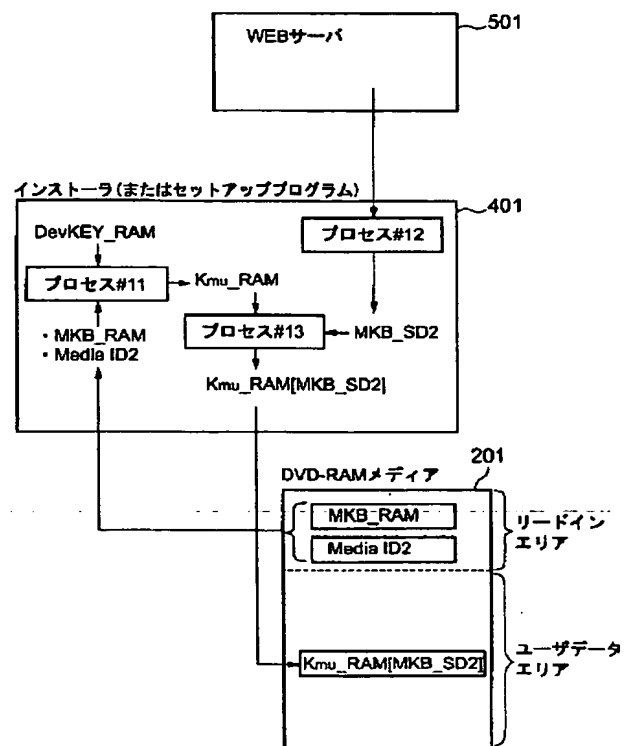 501
WEBサーバ
インストーラ(またはセットアッププログラム)
401
DevKEY_RAM
プロセス#12
プロセス#11
Kmu_RAM
・MKB_RAM
・Media ID2
プロセス#13
MKB_SD2
Kmu_RAM[MKB_SD2]
DVD-RAMメディア
201
MKB_RAM
Media ID2
リードイン
エリア
Kmu_RAM[MKB_SD2]
ユーザデータ
エリア